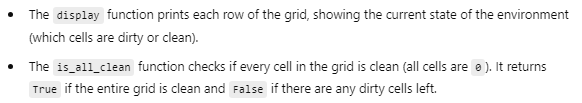 The display function prints each row of the grid, showing the current state of the environment
(which cells are dirty or clean).
The is_all_clean function checks if every cell in the grid is clean (all cells are 0). It returns
True if the entire grid is clean and False if there are any dirty cells left.